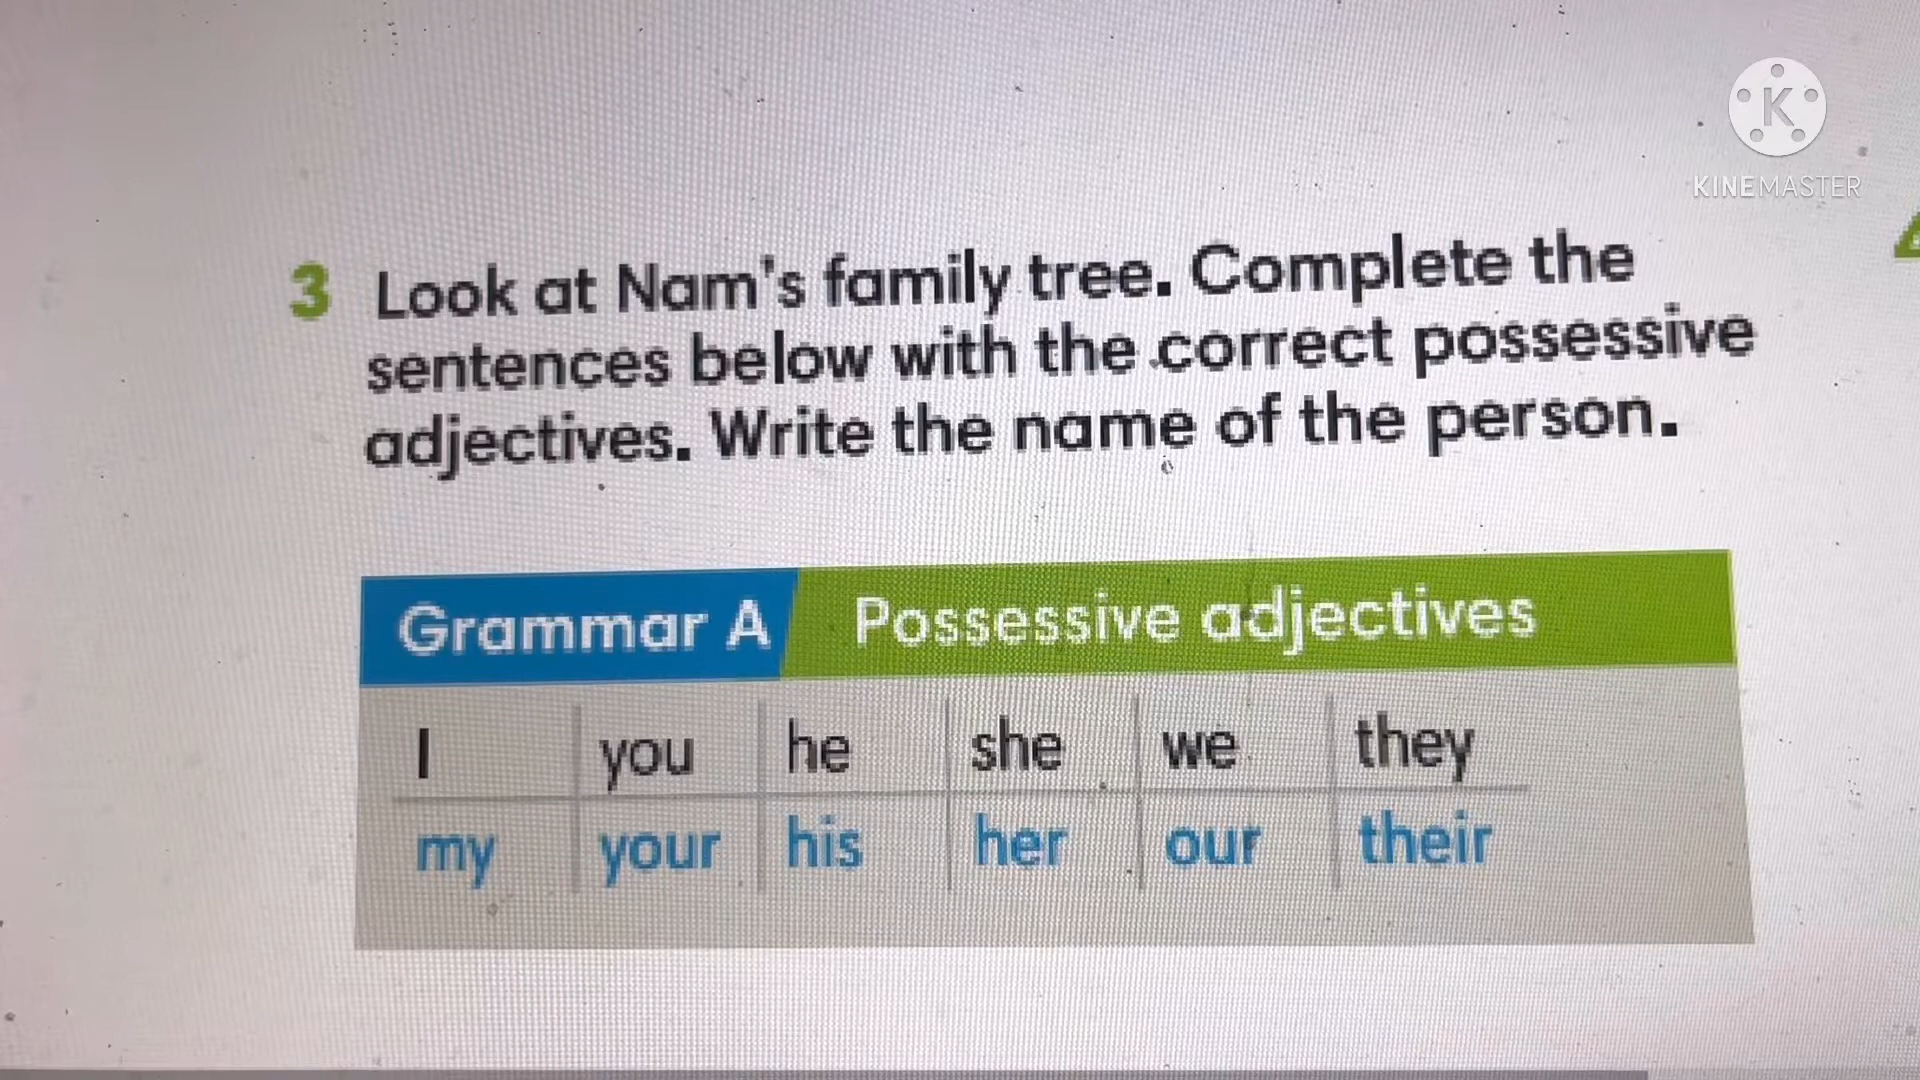 KINEMASTER
3 Look at Nam's family tree. Complete the
sentences below with the correct possessive
adjectives. Write the name of the person.
Grammar A Possessive adjectives
I you he she we they
my your his her our their